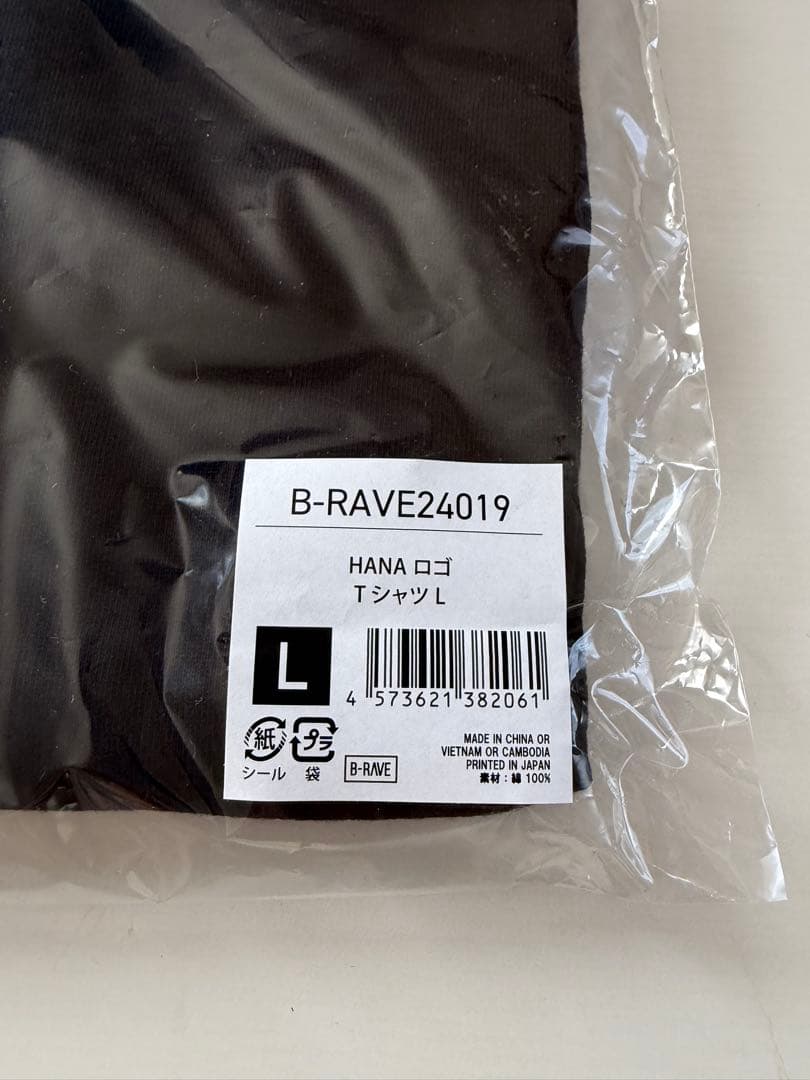 B-RAVE24019
HANA ロゴ
Tシャツ L
L
4 573621 382061
紙 プラ
シール 袋
B-RAVE
MADE IN CHINA OR
VIETNAM OR CAMBODIA
PRINTED IN JAPAN
素材：綿 100%